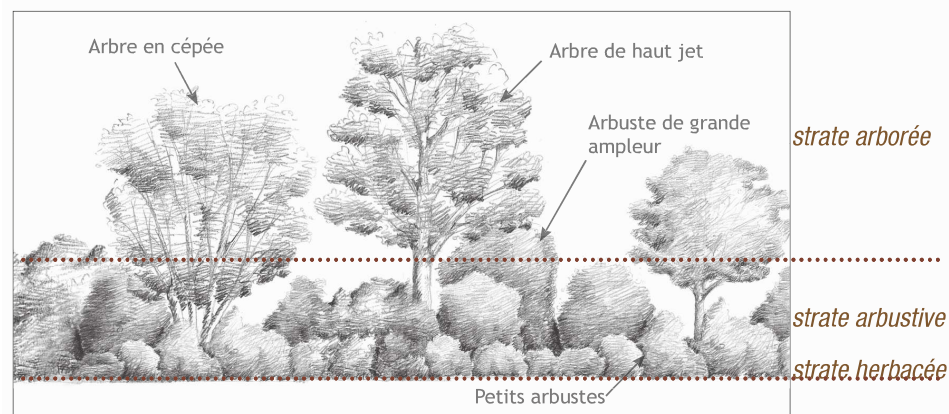 Arbre en cépée
Arbre de haut jet
Arbuste de grande
ampleur
strate arborée
strate arbustive
strate herbacée
Petits arbustes